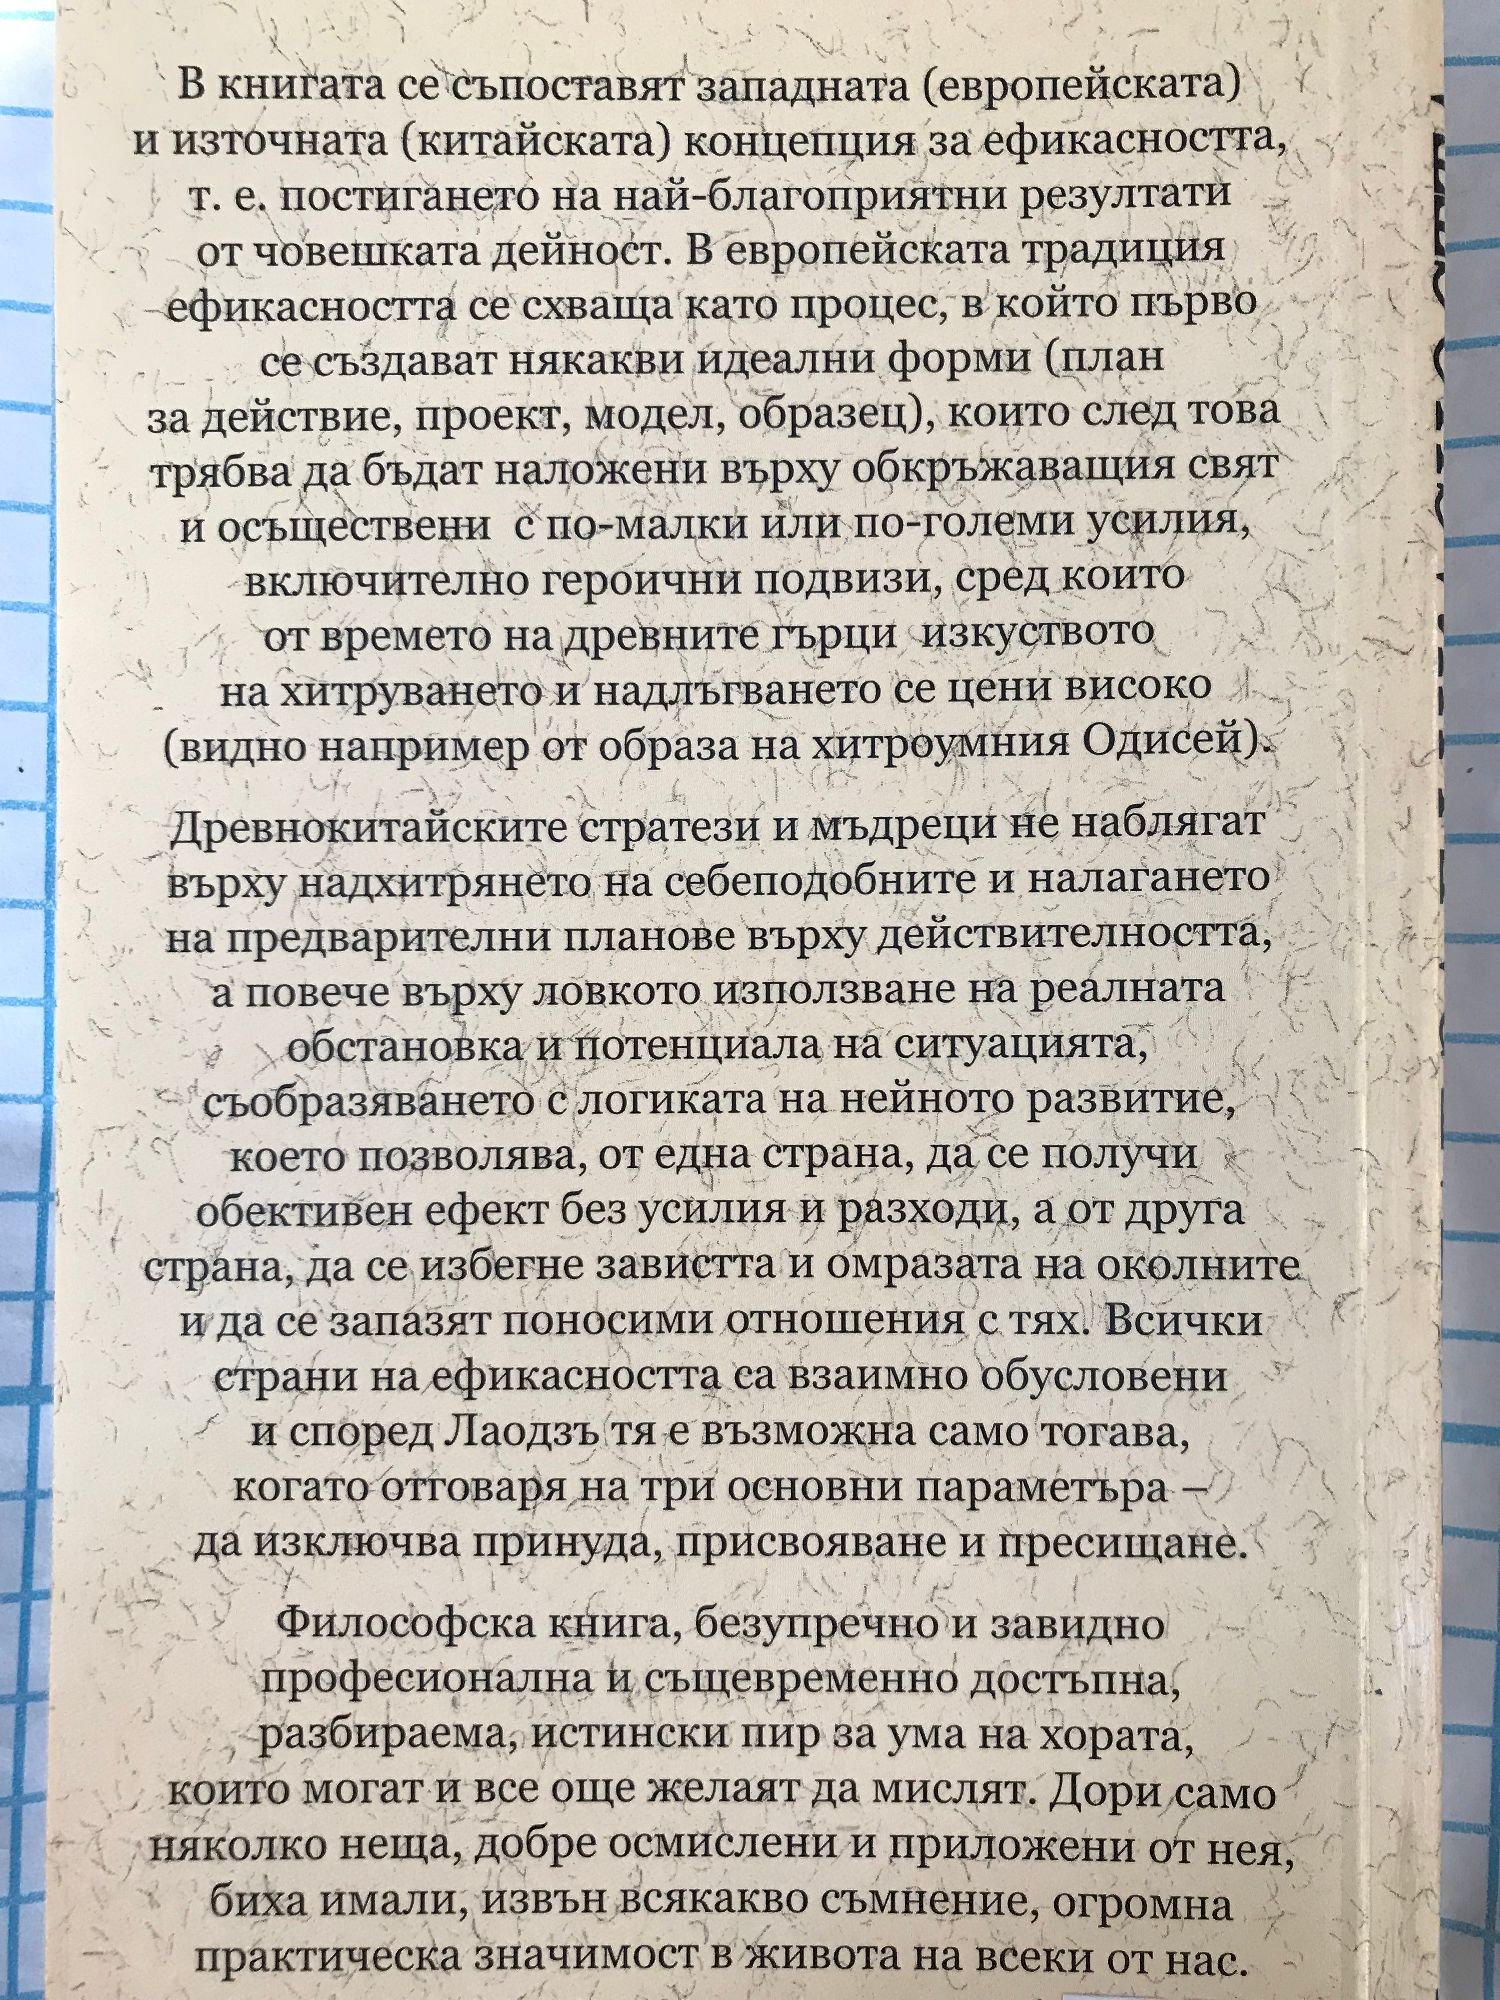 В книгата се съпоставят западната (европейската)
и източната (китайската) концепция за ефикасността,
т. е. постигането на най-благоприятни резултати
от човешката дейност. В европейската традиция
ефикасността се схваща като процес, в който първо
се създават някакви идеални форми (план
за действие, проект, модел, образец), които след това
трябва да бъдат наложени върху обкръжаващия свят
и осъществени с по-малки или по-големи усилия,
включително героични подвизи, сред които
от времето на древните гърци изкуството
на хитруването и надлъгването се цени високо
(видно например от образа на хитроумния Одисей).
Древнокитайските стратези и мъдреци не наблягат
върху надхитрянето на себеподобните и налагането
на предварителни планове върху действителността,
а повече върху ловкото използване на реалната
обстановка и потенциала на ситуацията,
съобразяването с логиката на нейното развитие,
което позволява, от една страна, да се получи
обективен ефект без усилия и разходи, а от друга
страна, да се избегне завистта и омразата на околните
и да се запазят поносими отношения с тях. Всички
страни на ефикасността са взаимно обусловени
и според Лаодзъ тя е възможна само тогава,
когато отговаря на три основни параметъра –
да изключва принуда, присвояване и пресищане.
Философска книга, безупречно и завидно
професионална и същевременно достъпна,
разбираема, истински пир за ума на хората,
които могат и все още желаят да мислят. Дори само
няколко неща, добре осмислени и приложени от нея,
биха имали, извън всякакво съмнение, огромна
практическа значимост в живота на всеки от нас.